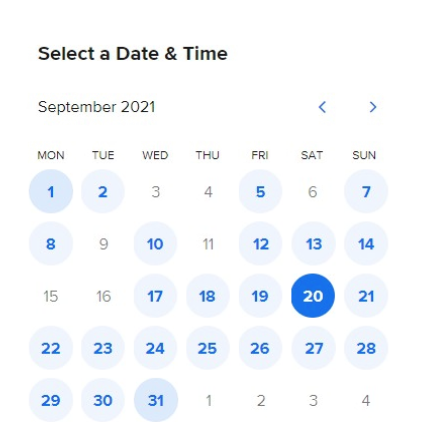 Select a Date & Time
September 2021
MON TUE WED THU FRI SAT SUN
1 2 3 4 5 6 7
8 9 10 11 12 13 14
15 16 17 18 19 20 21
22 23 24 25 26 27 28
29 30 31 1 2 3 4